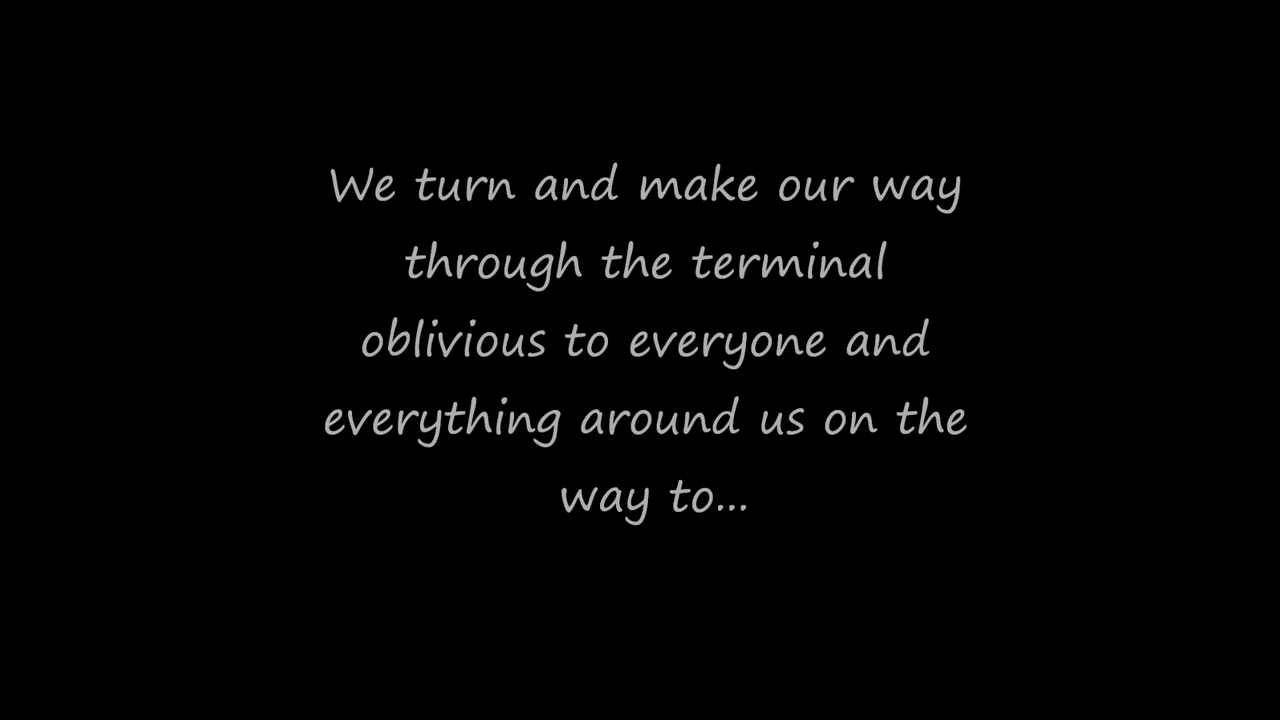 We turn and make our way
through the terminal
oblivious to everyone and
everything around us on the
way to...